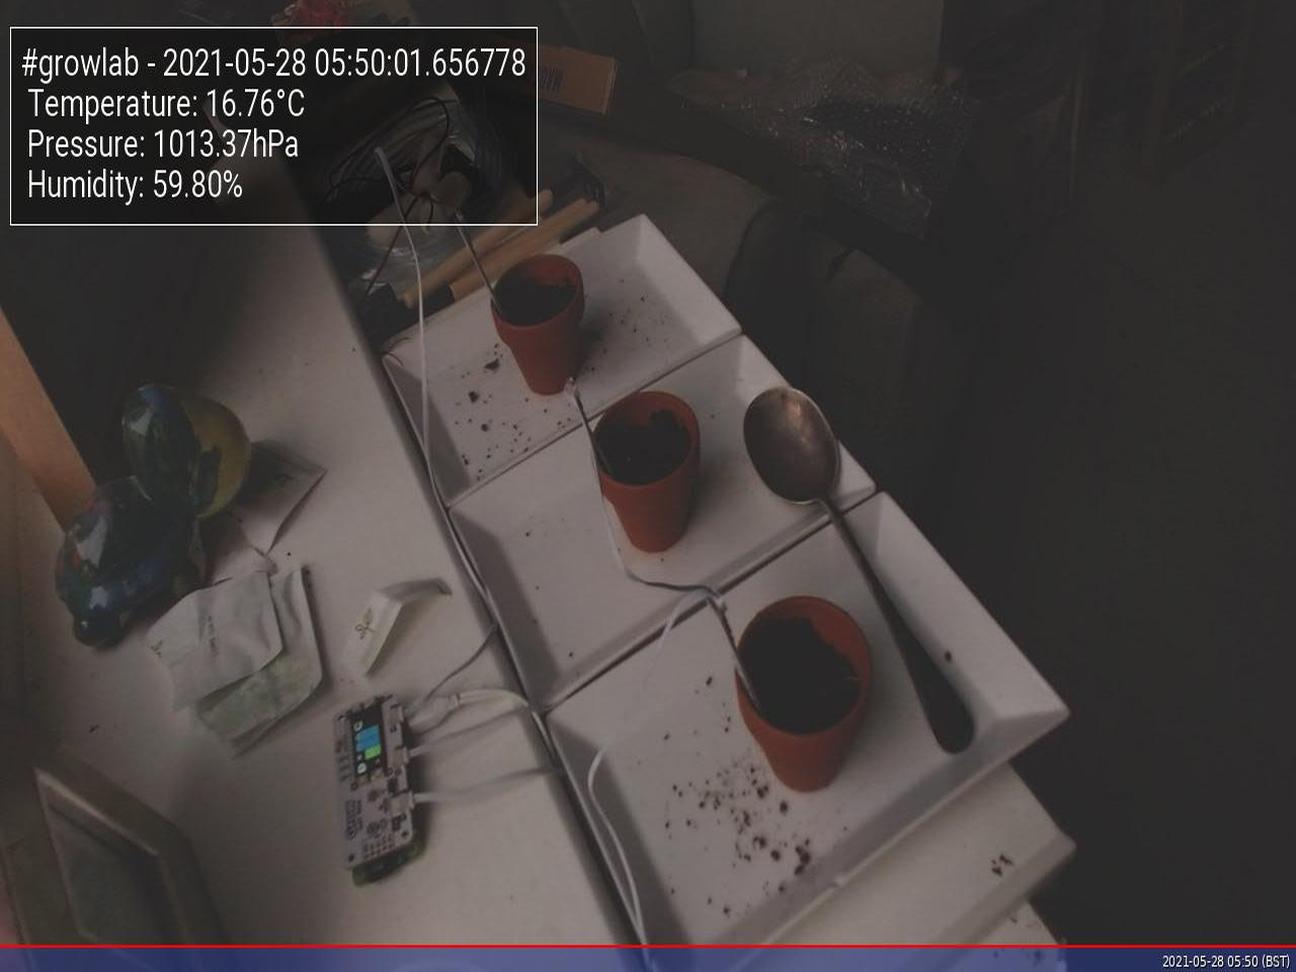 #growlab - 2021-05-28 05:50:01.656778
Temperature: 16.76°C
Pressure: 1013.37hPa
Humidity: 59.80%
2021-05-28 05:50 (BST)